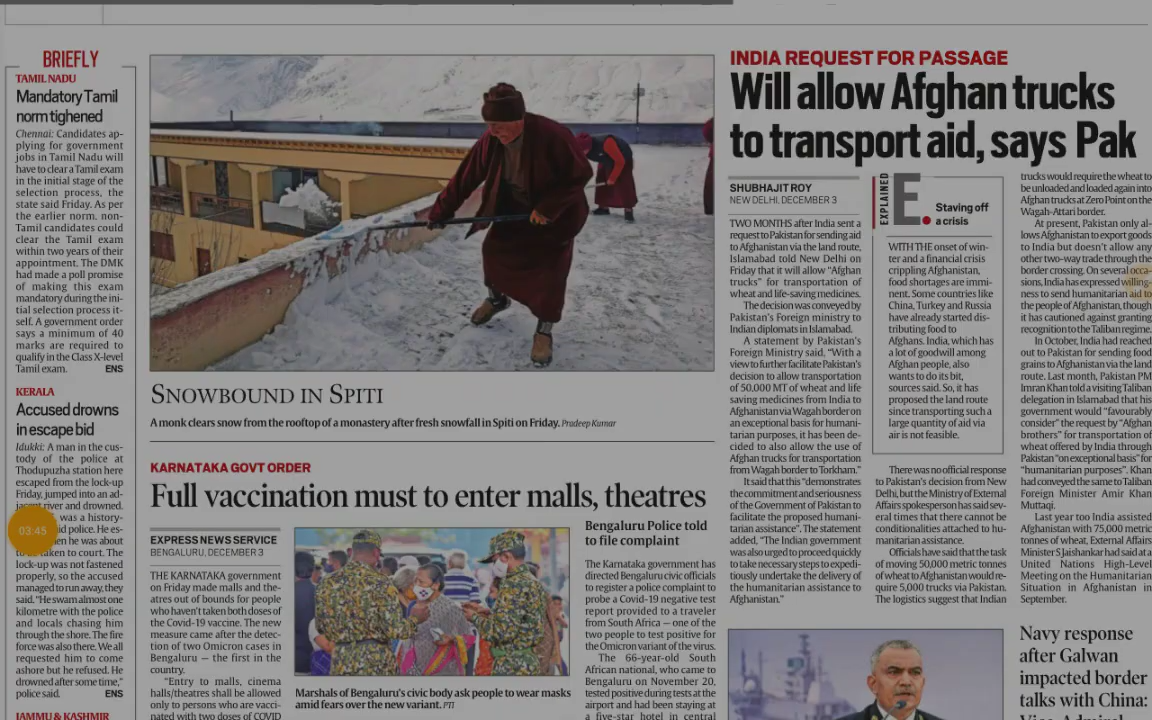 BRIEFLY
TAMIL NADU
Mandatory Tamil
norm tighened
Chennai: Candidates ap-
plying for government
jobs in Tamil Nadu will
have to clear a Tamil exam
in the initial stage of the
selection process, the
state said Friday. As per
the earlier norm, non-
Tamil candidates could
clear the Tamil exam
within two years of their
appointment. The DMK
had made a poll promise
of making this exam
mandatory during the ini-
tial selection process it-
self. A government order
says a minimum of 40
marks are required to
qualify in the Class X-level
Tamil exam. ENS
KERALA
Accused drowns
in escape bid
Idukki: A man in the cus-
tody of the police at
Thodupuzha station here
escaped from the lock-up
Friday, jumped into an ad-
jacent river and drowned.
was a history-
id police. He es-
en he was about
to taken to court. The
lock-up was not fastened
properly, so the accused
managed to run away, they
said. "He swam almost one
kilometre with the police
and locals chasing him
through the shore. The fire
force was also there. We all
requested him to come
ashore but he refused. He
drowned after some time,"
police said. ENS
JAMMU & KASHMIR
03:45
SNOWBOUND IN SPITI
A monk clears snow from the rooftop of a monastery after fresh snowfall in Spiti on Friday. Pradeep Kumar
KARNATAKA GOVT ORDER
Full vaccination must to enter malls, theatres
EXPRESS NEWS SERVICE
BENGALURU, DECEMBER 3
THE KARNATAKA government
on Friday made malls and the-
atres out of bounds for people
who haven't taken both doses of
the Covid-19 vaccine. The new
measure came after the detec-
tion of two Omicron cases in
Bengaluru — the first in the
country.
"Entry to malls, cinema
halls/theatres shall be allowed
only to persons who are vacci-
nated with two doses of COVID
Marshals of Bengaluru's civic body ask people to wear masks
amid fears over the new variant. PTI
Bengaluru Police told
to file complaint
The Karnataka government has
directed Bengaluru civic officials
to register a police complaint to
probe a Covid-19 negative test
report provided to a traveler
from South Africa — one of the
two people to test positive for
the Omicron variant of the virus.
The 66-year-old South
African national, who came to
Bengaluru on November 20,
tested positive during tests at the
airport and had been staying at
a five-star hotel in central
INDIA REQUEST FOR PASSAGE
Will allow Afghan trucks
to transport aid, says Pak
SHUBHAJIT ROY
NEW DELHI, DECEMBER 3
TWO MONTHS after India sent a
request to Pakistan for sending aid
to Afghanistan via the land route,
Islamabad told New Delhi on
Friday that it will allow "Afghan
trucks" for transportation of
wheat and life-saving medicines.
The decision was conveyed by
Pakistan's Foreign ministry to
Indian diplomats in Islamabad.
A statement by Pakistan's
Foreign Ministry said, "With a
view to further facilitate Pakistan's
decision to allow transportation
of 50,000 MT of wheat and life
saving medicines from India to
Afghanistan via Wagah border on
an exceptional basis for humani-
tarian purposes, it has been de-
cided to also allow the use of
Afghan trucks for transportation
from Wagah border to Torkham."
It said that this "demonstrates
the commitment and seriousness
of the Government of Pakistan to
facilitate the proposed humani-
tarian assistance". The statement
added, "The Indian government
was also urged to proceed quickly
to take necessary steps to expedi-
tiously undertake the delivery of
the humanitarian assistance to
Afghanistan."
EXPLAINED
E.
Staving off
a crisis
WITH THE onset of win-
ter and a financial crisis
crippling Afghanistan,
food shortages are immi-
nent. Some countries like
China, Turkey and Russia
have already started dis-
tributing food to
Afghans. India, which has
a lot of goodwill among
Afghan people, also
wants to do its bit,
sources said. So, it has
proposed the land route
since transporting such a
large quantity of aid via
air is not feasible.
There was no official response
to Pakistan's decision from New
Delhi, but the Ministry of External
Affairs spokesperson has said sev-
eral times that there cannot be
conditionalities attached to hu-
manitarian assistance.
Officials have said that the task
of moving 50,000 metric tonnes
of wheat to Afghanistan would re-
quire 5,000 trucks via Pakistan.
The logistics suggest that Indian
trucks would require the wheat to
be unloaded and loaded again into
Afghan trucks at Zero Point on the
Wagah-Attari border.
At present, Pakistan only al-
lows Afghanistan to export goods
to India but doesn't allow any
other two-way trade through the
border crossing. On several occa-
sions, India has expressed willing-
ness to send humanitarian aid to
the people of Afghanistan, though
it has cautioned against granting
recognition to the Taliban regime.
In October, India had reached
out to Pakistan for sending food
grains to Afghanistan via the land
route. Last month, Pakistan PM
Imran Khan told a visiting Taliban
delegation in Islamabad that his
government would "favourably
consider" the request by "Afghan
brothers" for transportation of
wheat offered by India through
Pakistan "on exceptional basis" for
"humanitarian purposes". Khan
had conveyed the same to Taliban
Foreign Minister Amir Khan
Muttaqi.
Last year too India assisted
Afghanistan with 75,000 metric
tonnes of wheat, External Affairs
Minister S Jaishankar had said at a
United Nations High-Level
Meeting on the Humanitarian
Situation in Afghanistan in
September.
Navy response
after Galwan
impacted border
talks with China:
Vice-Admiral